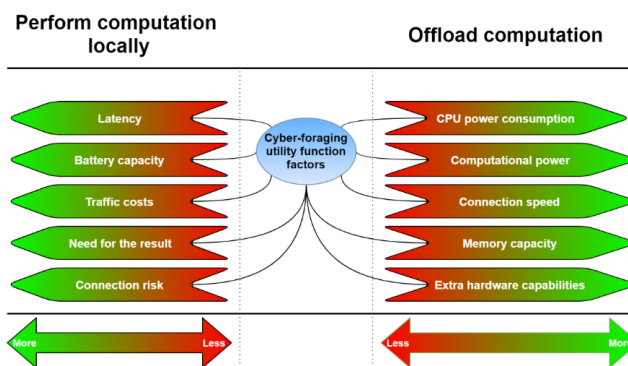 Perform computation
locally
Offload computation
Latency
Battery capacity
Traffic costs
Need for the result
Connection risk
Cyber-foraging
utility function
factors
CPU power consumption
Computational power
Connection speed
Memory capacity
Extra hardware capabilities
More
Less
Less
More